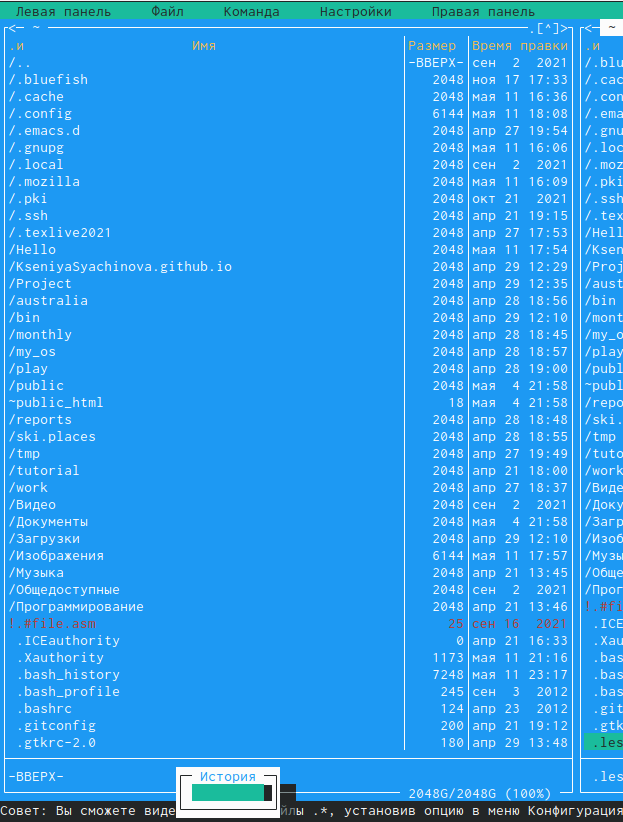 Левая панель Файл Команда Настройки Правая панель
<— ~ .[^]> <— ~
.и Имя Размер Время правки .и
/.. -ВВЕРХ- сен 2 2021 /..
/.bluefish 2048 ноя 17 17:33 /.blu
/.cache 2048 мая 11 16:36 /.cac
/.config 6144 мая 11 18:08 /.con
/.emacs.d 2048 апр 27 19:54 /.ema
/.gnupg 2048 мая 11 16:06 /.gnu
/.local 2048 сен 2 2021 /.loc
/.mozilla 2048 мая 11 16:09 /.moz
/.pki 2048 окт 21 2021 /.pki
/.ssh 2048 апр 21 19:15 /.ssh
/.texlive2021 2048 апр 27 17:53 /.tex
/Hello 2048 мая 11 17:54 /Hell
/KseniyaSyachinova.github.io 2048 апр 29 12:29 /Ksen
/Project 2048 апр 29 12:35 /Proj
/australia 2048 апр 28 18:56 /aust
/bin 2048 апр 29 12:10 /bin
/monthly 2048 апр 28 18:45 /mont
/my_os 2048 апр 28 18:57 /my_o
/play 2048 апр 28 19:00 /play
/public 2048 мая 4 21:58 /publ
~public_html 18 мая 4 21:58 ~publ
/reports 2048 апр 28 18:48 /repo
/ski.places 2048 апр 28 18:55 /ski.
/tmp 2048 апр 27 19:49 /tmp
/tutorial 2048 апр 21 18:00 /tuto
/work 2048 апр 27 18:37 /work
/Видео 2048 сен 2 2021 /Виде
/Документы 2048 мая 4 21:58 /Доку
/Загрузки 2048 апр 29 12:10 /Загр
/Изображения 6144 мая 11 17:57 /Изоб
/Музыка 2048 апр 21 13:45 /Музы
/Общедоступные 2048 сен 2 2021 /Обще
/Программирование 2048 апр 21 13:46 /Прог
!.#file.asm 25 сен 16 2021 !.#fi
.ICEauthority 0 апр 21 16:33 .ICE
.Xauthority 1173 мая 11 21:16 .Xau
.bash_history 7248 мая 11 23:17 .bas
.bash_profile 245 сен 3 2012 .bas
.bashrc 124 апр 23 2012 .bas
.gitconfig 200 апр 21 19:12 .git
.gtkrc-2.0 180 апр 29 13:48 .les
-ВВЕРХ- .les
История
2048G/2048G (100%)
Совет: Вы сможете виде йлы .*, установив опцию в меню Конфигурация